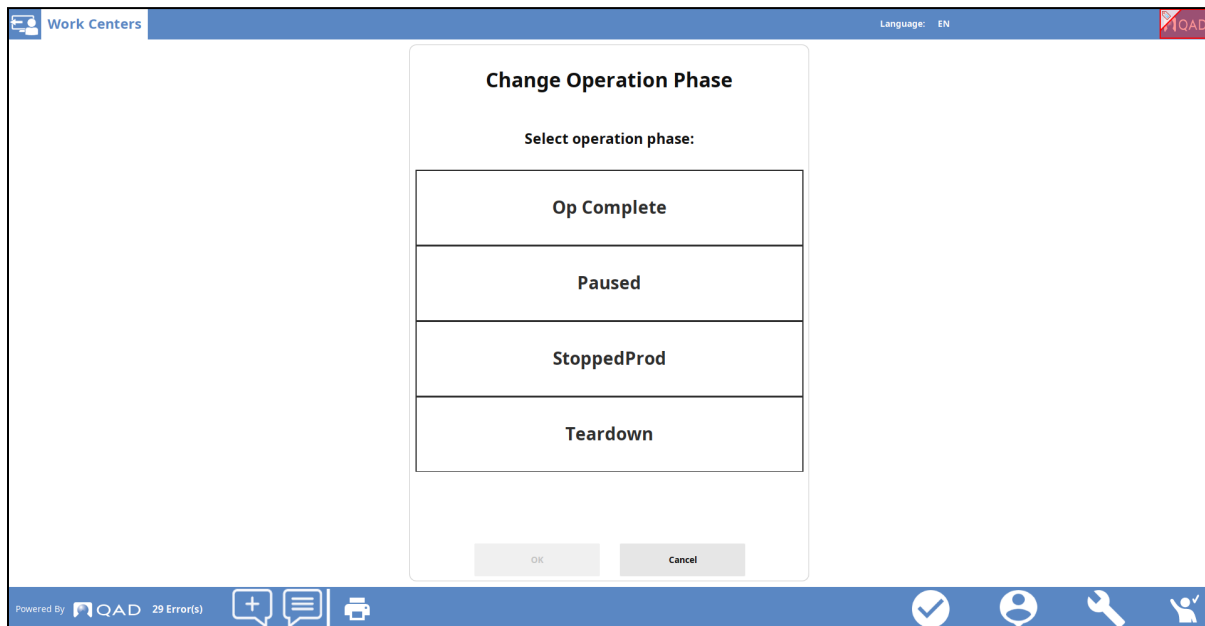 Work Centers
Language: EN
QAD
Change Operation Phase
Select operation phase:
Op Complete
Paused
StoppedProd
Teardown
OK
Cancel
Powered By QAD 29 Error(s)